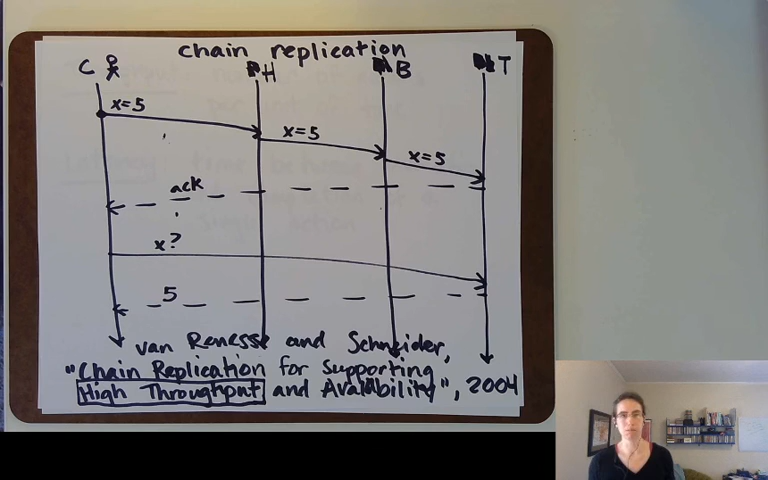 chain replication
C H B T
x=5
x=5
x=5
ack
x?
5
van Renesse and Schneider,
"Chain Replication for Supporting
High Throughput and Availability", 2004